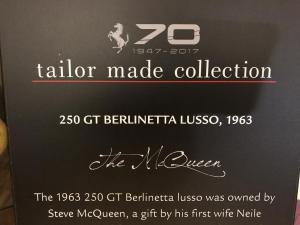 70
1947-2017
tailor made collection
250 GT BERLINETTA LUSSO, 1963
The McQueen
The 1963 250 GT Berlinetta lusso was owned by
Steve McQueen, a gift by his first wife Neile